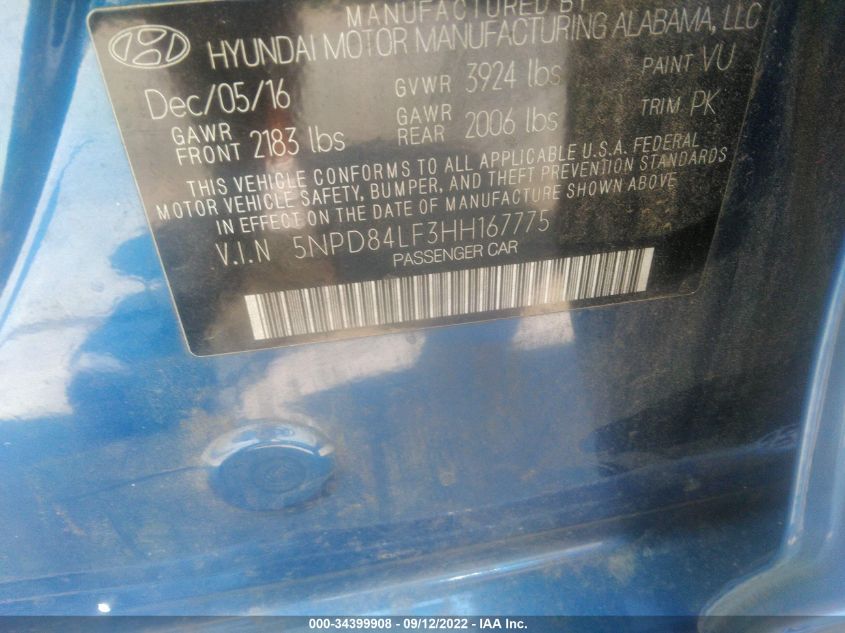 MANUFACTURED BY
HYUNDAI MOTOR MANUFACTURING ALABAMA, LLC
Dec/05/16 GVWR 3924 lbs PAINT VU
GAWR FRONT 2183 lbs GAWR REAR 2006 lbs TRIM PK
THIS VEHICLE CONFORMS TO ALL APPLICABLE U.S.A. FEDERAL
MOTOR VEHICLE SAFETY, BUMPER, AND THEFT PREVENTION STANDARDS
IN EFFECT ON THE DATE OF MANUFACTURE SHOWN ABOVE
V.I.N 5NPD84LF3HH167775
PASSENGER CAR
000-34399908 - 09/12/2022 - IAA Inc.